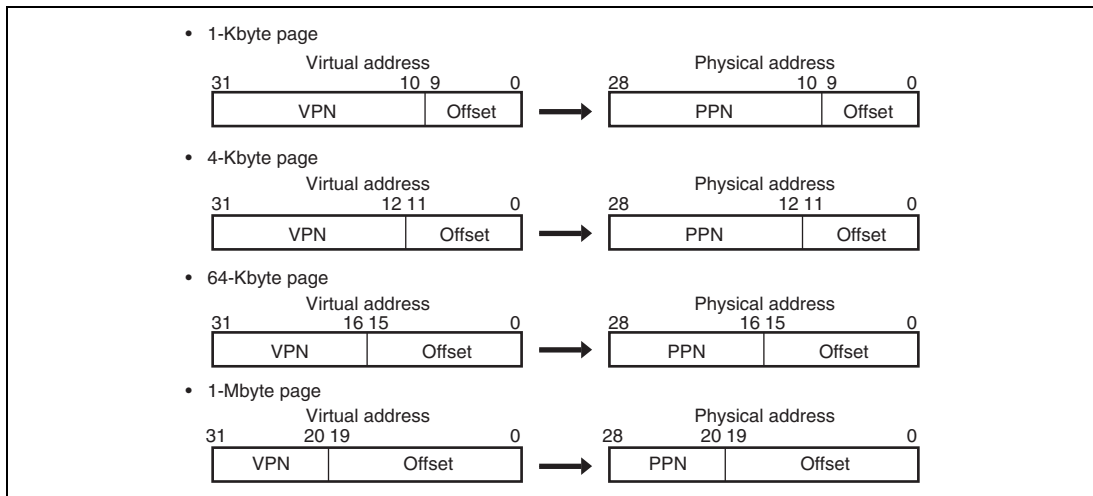 • 1-Kbyte page
Virtual address Physical address
31 10 9 0 28 10 9 0
VPN Offset PPN Offset
• 4-Kbyte page
Virtual address Physical address
31 12 11 0 28 12 11 0
VPN Offset PPN Offset
• 64-Kbyte page
Virtual address Physical address
31 16 15 0 28 16 15 0
VPN Offset PPN Offset
• 1-Mbyte page
Virtual address Physical address
31 20 19 0 28 20 19 0
VPN Offset PPN Offset